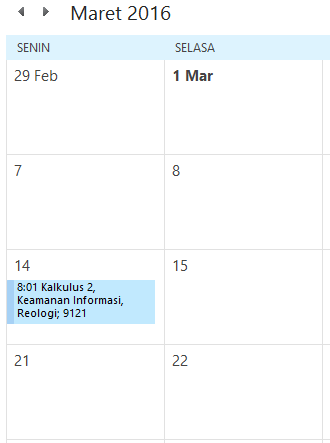 Maret 2016
SENIN SELASA
29 Feb 1 Mar
7 8
14 15
8:01 Kalkulus 2,
Keamanan Informasi,
Reologi; 9121
21 22